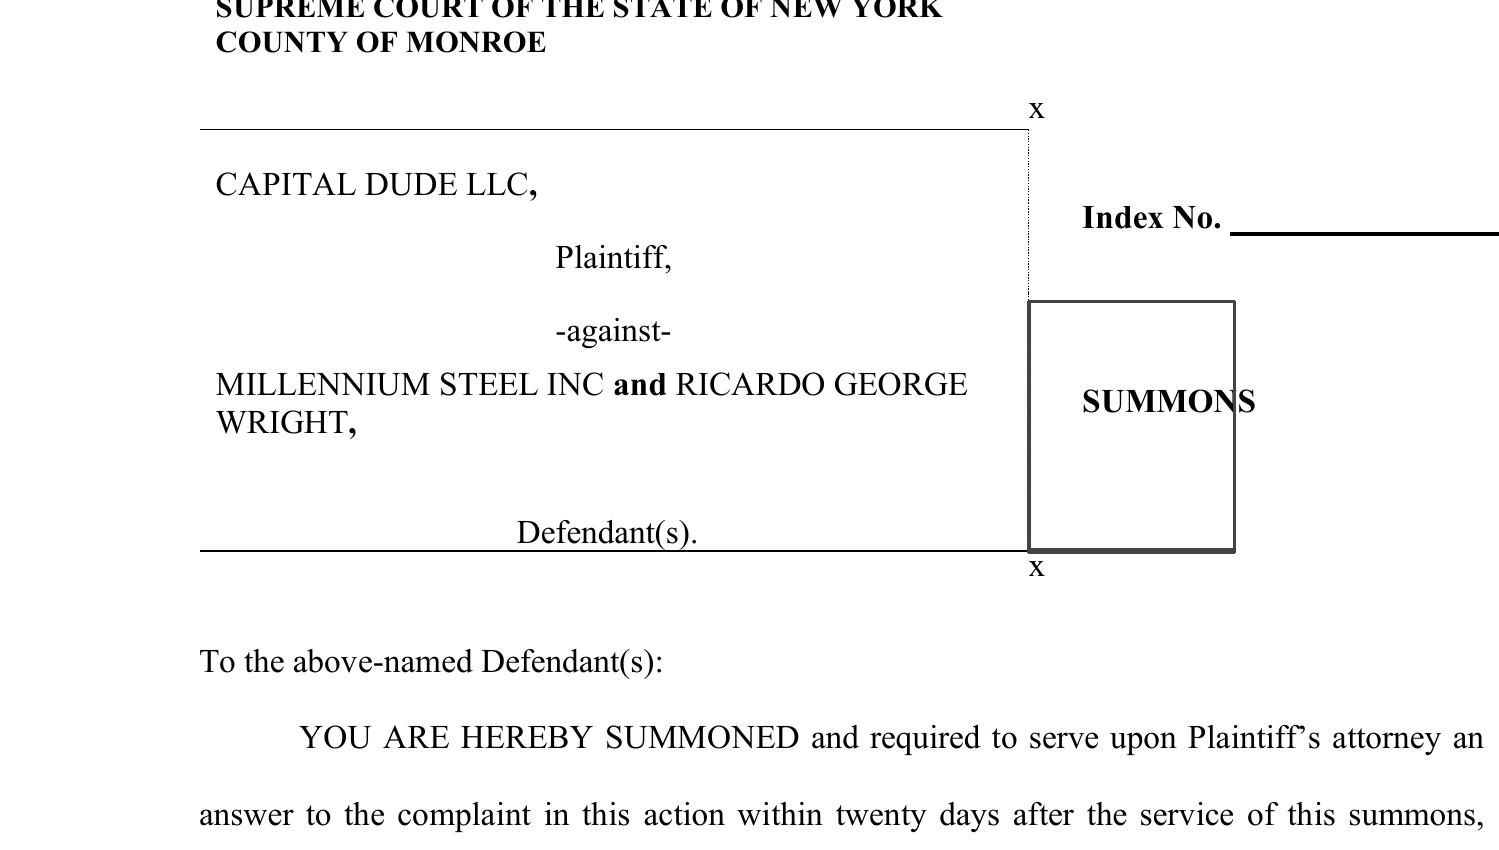 SUPREME COURT OF THE STATE OF NEW YORK
COUNTY OF MONROE
x
CAPITAL DUDE LLC,
Index No.
Plaintiff,
-against-
MILLENNIUM STEEL INC and RICARDO GEORGE
WRIGHT,
SUMMONS
Defendant(s).
x
To the above-named Defendant(s):
YOU ARE HEREBY SUMMONED and required to serve upon Plaintiff’s attorney an
answer to the complaint in this action within twenty days after the service of this summons,